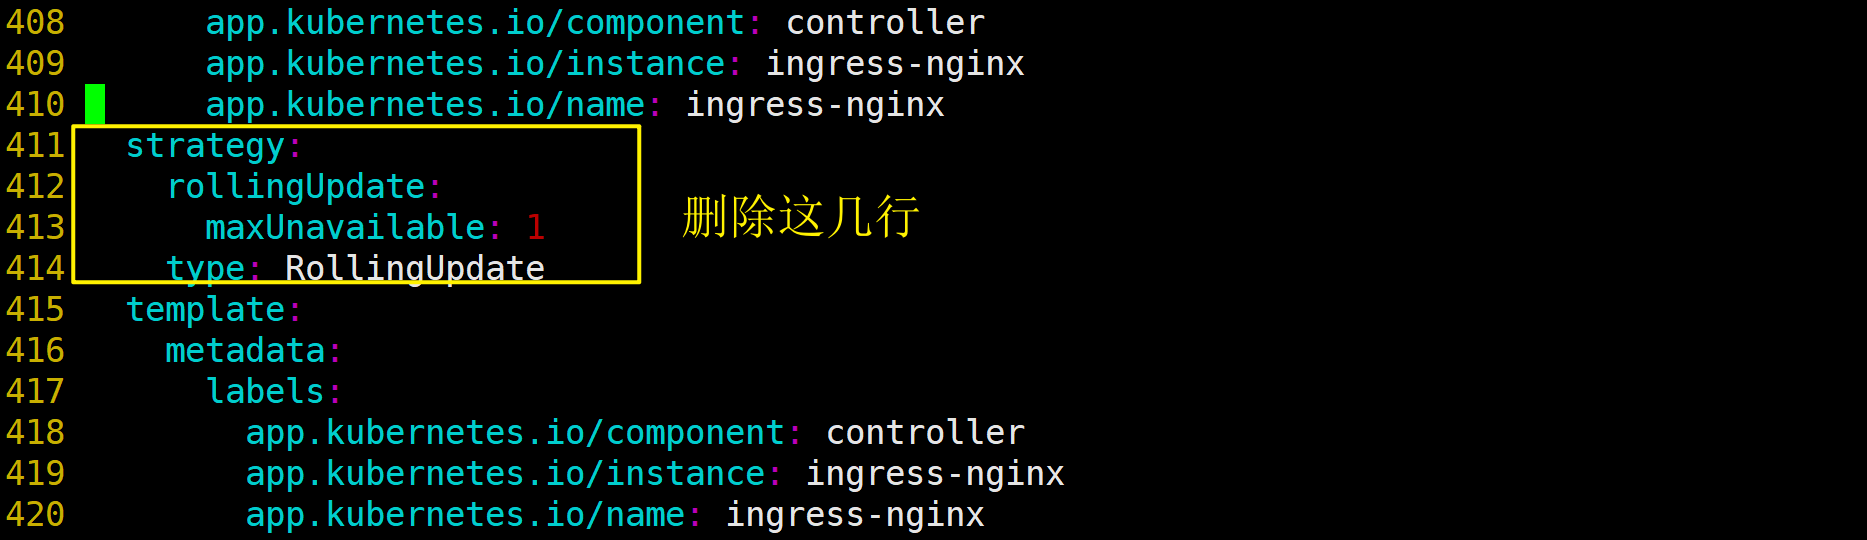 408       app.kubernetes.io/component: controller
409       app.kubernetes.io/instance: ingress-nginx
410       app.kubernetes.io/name: ingress-nginx
411   strategy:
412     rollingUpdate:
413       maxUnavailable: 1
删除这几行
414     type: RollingUpdate
415   template:
416     metadata:
417       labels:
418         app.kubernetes.io/component: controller
419         app.kubernetes.io/instance: ingress-nginx
420         app.kubernetes.io/name: ingress-nginx